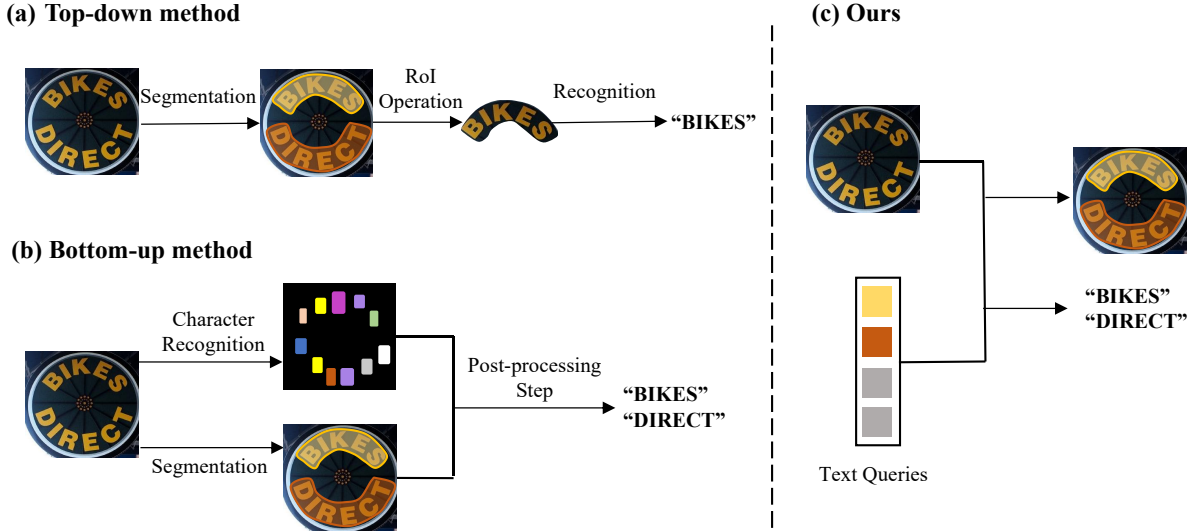 (a) Top-down method
BIKES
DIRECT
Segmentation
BIKES
DIRECT
RoI
Operation
BIKES
Recognition
“BIKES”
(b) Bottom-up method
BIKES
DIRECT
Character
Recognition
Segmentation
BIKES
DIRECT
Post-processing
Step
“BIKES”
“DIRECT”
(c) Ours
BIKES
DIRECT
Text Queries
BIKES
DIRECT
“BIKES”
“DIRECT”